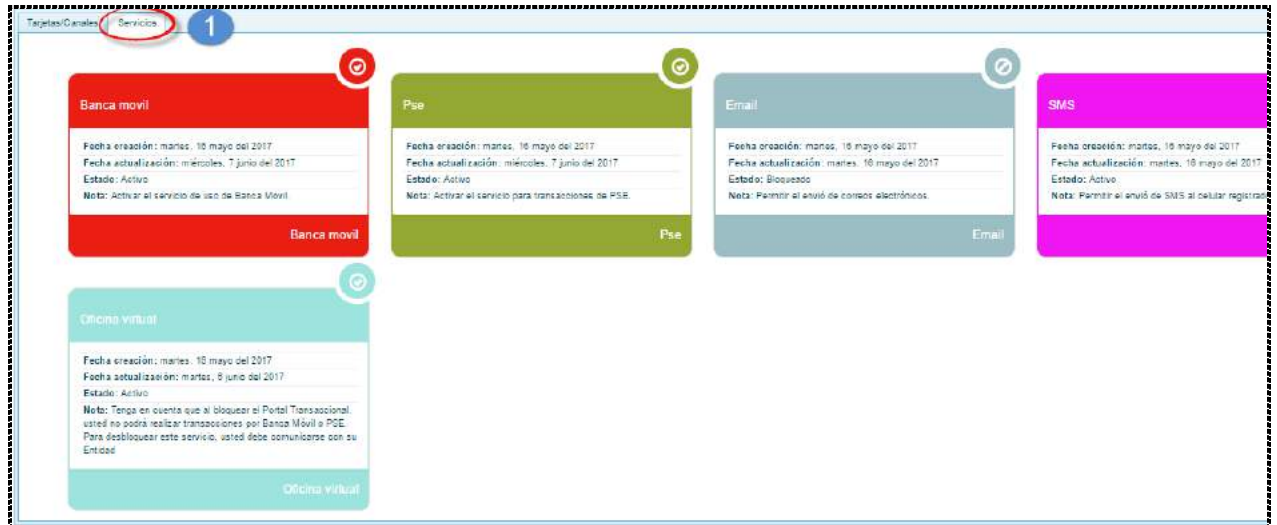 Tarjetas/Canales
Servicios
1
Banca movil
Fecha creación: martes, 16 mayo del 2017
Fecha actualización: miércoles, 7 junio del 2017
Estado: Activo
Nota: Activar el servicio de uso de Banca Movil.
Banca movil
Pse
Fecha creación: martes, 16 mayo del 2017
Fecha actualización: miércoles, 7 junio del 2017
Estado: Activo
Nota: Activar el servicio para transacciones de PSE.
Pse
Email
Fecha creación: martes, 16 mayo del 2017
Fecha actualización: martes, 16 mayo del 2017
Estado: Bloqueado
Nota: Permitir el envió de correos electrónicos.
Email
SMS
Fecha creación: martes, 16 mayo del 2017
Fecha actualización: martes, 16 mayo del 2017
Estado: Activo
Nota: Permitir el envió de SMS al celular registrad
Oficina virtual
Fecha creación: martes, 16 mayo del 2017
Fecha actualización: martes, 6 junio del 2017
Estado: Activo
Nota: Tenga en cuenta que al bloquear el Portal Transaccional,
usted no podrá realizar transacciones por Banca Móvil o PSE.
Para desbloquear este servicio, usted debe comunicarse con su
Entidad
Oficina virtual